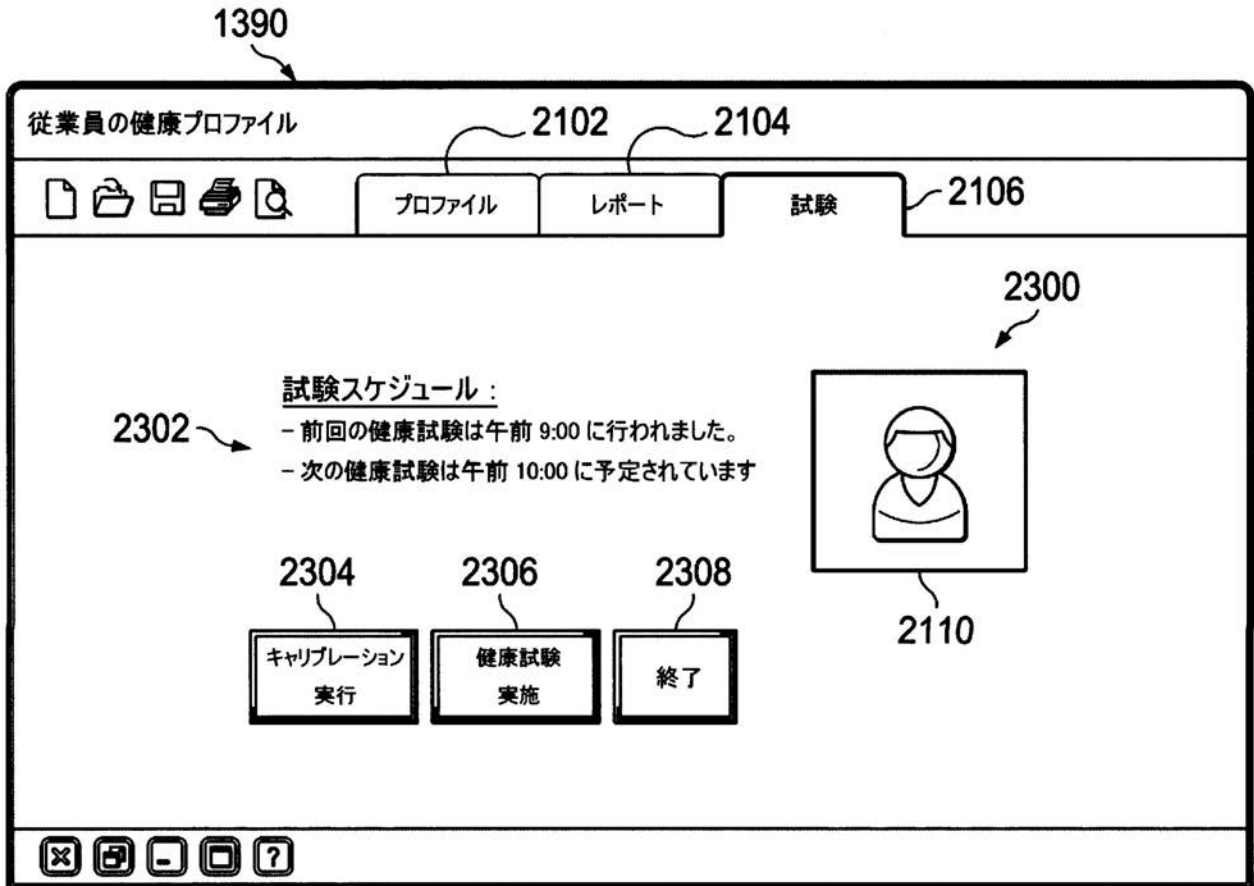 1390
従業員の健康プロファイル
2102
2104
プロファイル
レポート
試験
2106
2300
試験スケジュール：
－前回の健康試験は午前 9:00 に行われました。
－次の健康試験は午前 10:00 に予定されています
2302
2110
2304
2306
2308
キャリブレーション
実行
健康試験
実施
終了
?